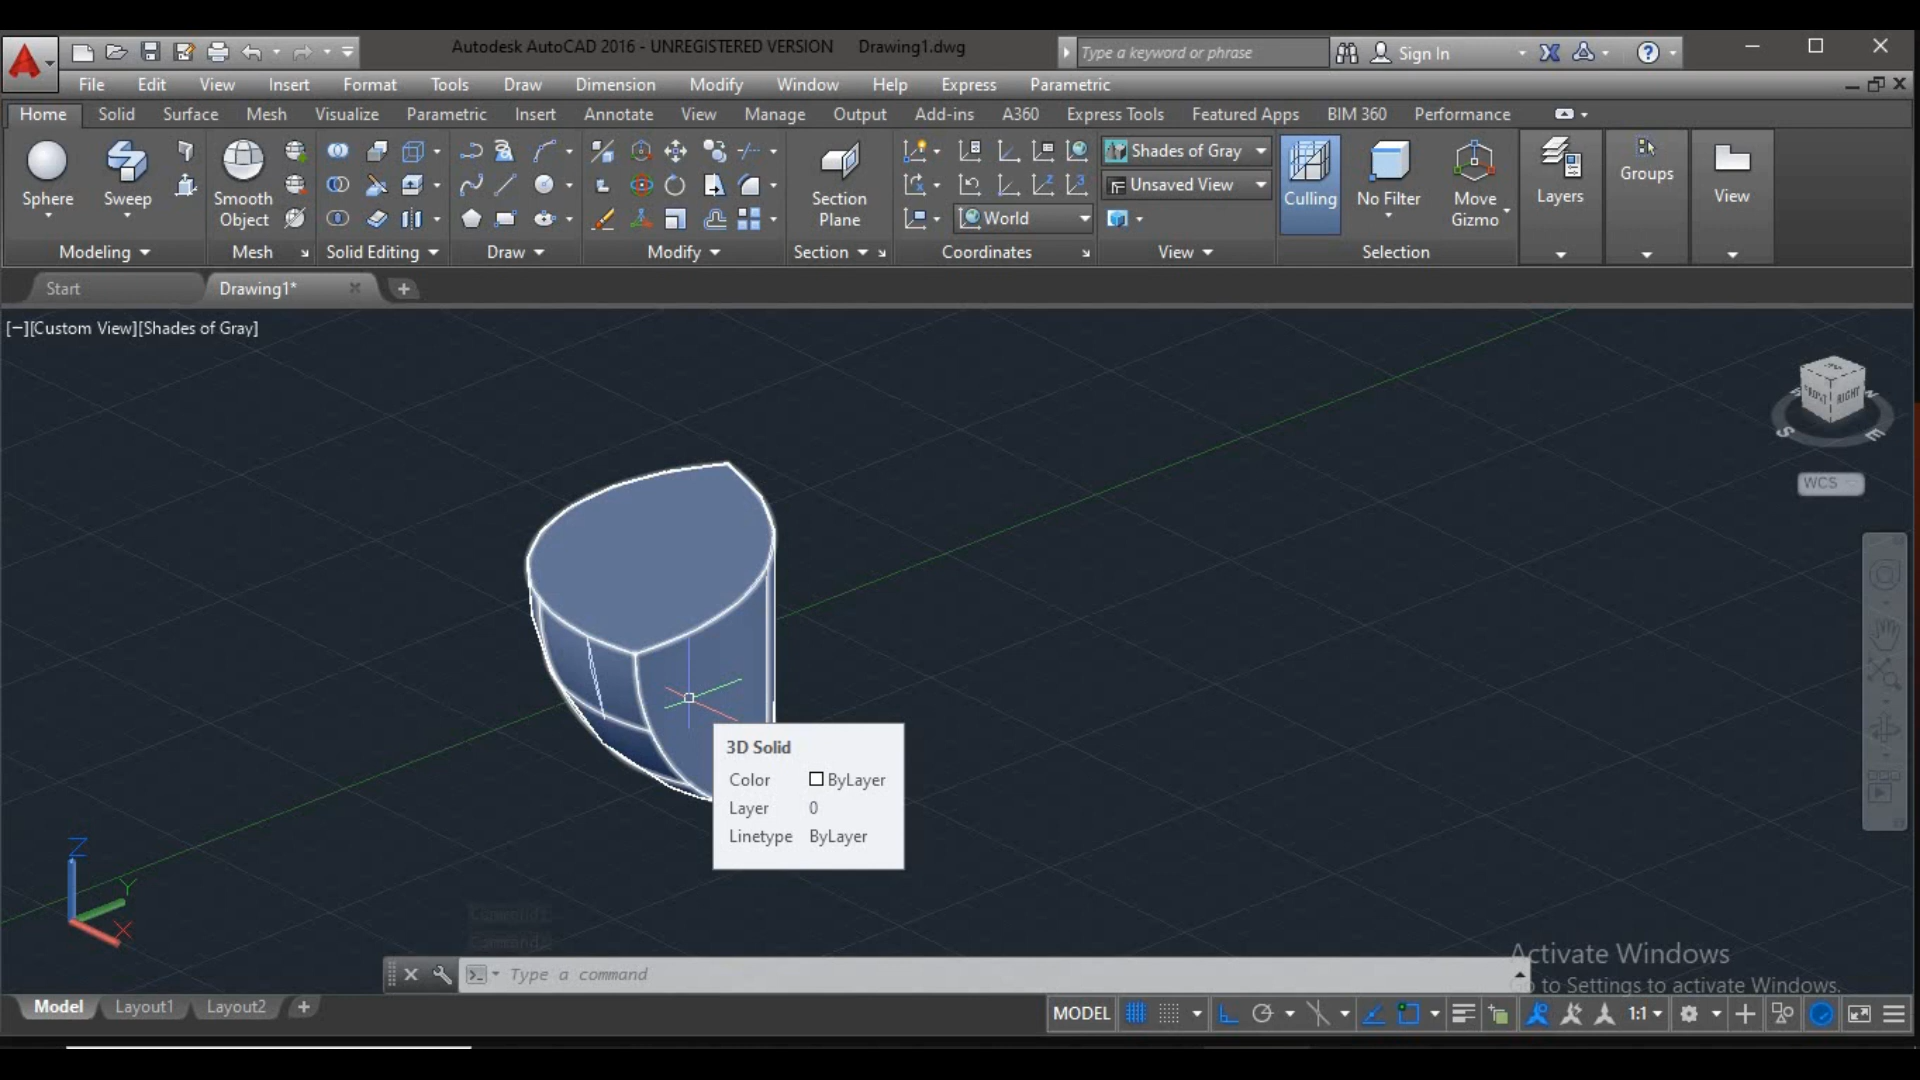 Autodesk AutoCAD 2016 - UNREGISTERED VERSION Drawing1.dwg
Type a keyword or phrase
Sign In
File Edit View Insert Format Tools Draw Dimension Modify Window Help Express Parametric
Home Solid Surface Mesh Visualize Parametric Insert Annotate View Manage Output Add-ins A360 Express Tools Featured Apps BIM 360 Performance
Sphere
Sweep
Smooth
Object
Section
Plane
Shades of Gray
Unsaved View
World
Culling
No Filter
Move
Gizmo
Layers
Groups
View
Modeling Mesh Solid Editing Draw Modify Section Coordinates View Selection
Start Drawing1* +
[−][Custom View][Shades of Gray]
FRONT RIGHT
S E
WCS
3D Solid
Color ByLayer
Layer 0
Linetype ByLayer
Z
Y
X
Command:
Command:
Type a command
Activate Windows
Go to Settings to activate Windows.
Model Layout1 Layout2 +
MODEL 1:1